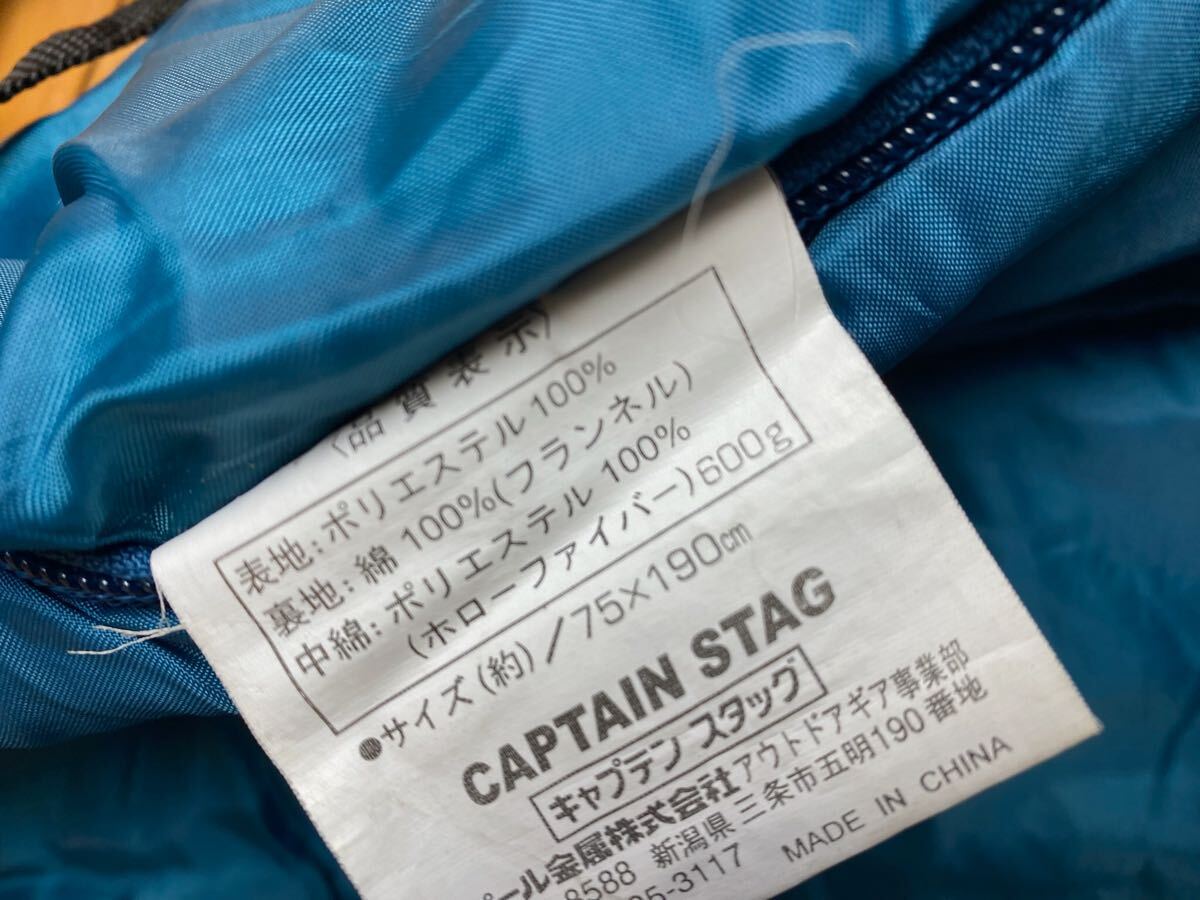 〈品質表示〉
表地:ポリエステル100%
裏地:綿 100%(フランネル)
中綿:ポリエステル 100%
(ホローファイバー)600g
●サイズ(約)/75×190㎝
CAPTAIN STAG
キャプテン スタッグ
パール金属株式会社アウトドアギア事業部
8588 新潟県三条市五明190番地
35-3117 MADE IN CHINA